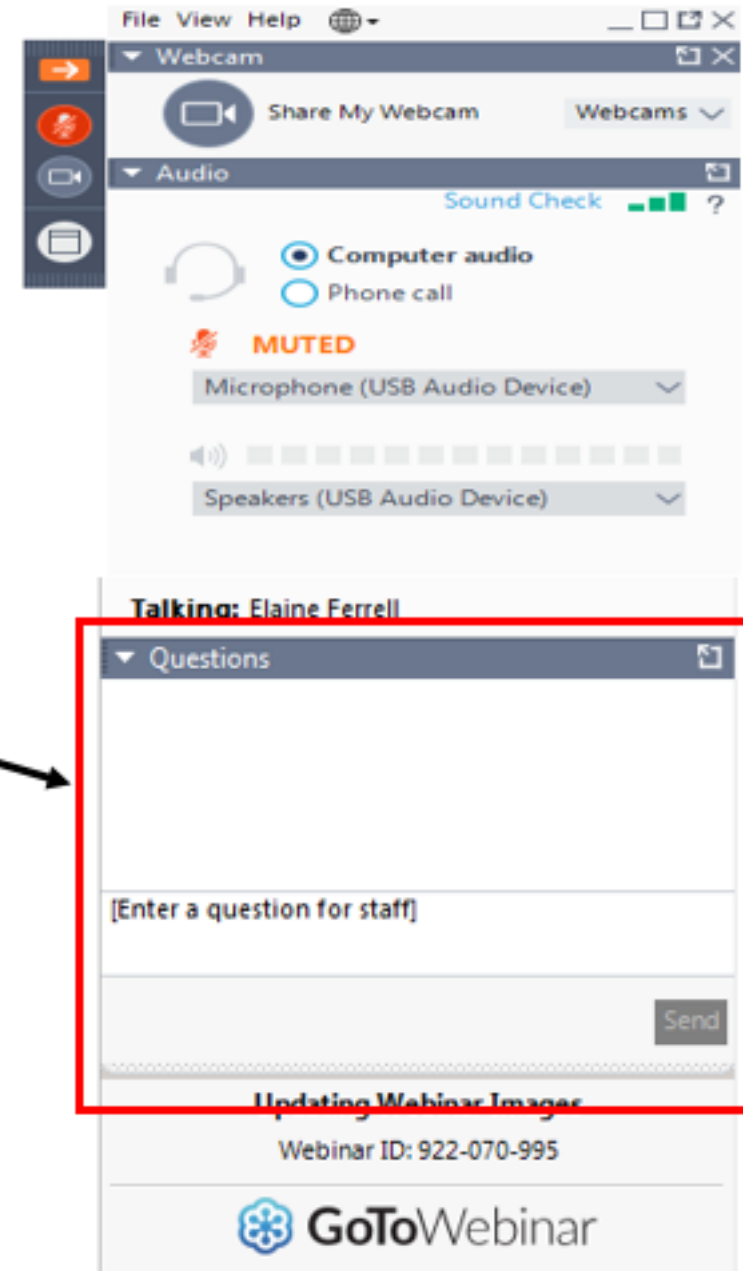 File View Help
Webcam
Share My Webcam Webcams
Audio
Sound Check ?
Computer audio
Phone call
MUTED
Microphone (USB Audio Device)
Speakers (USB Audio Device)
Talking: Elaine Ferrell
Questions
[Enter a question for staff]
Send
Updating Webinar Images
Webinar ID: 922-070-995
GoToWebinar